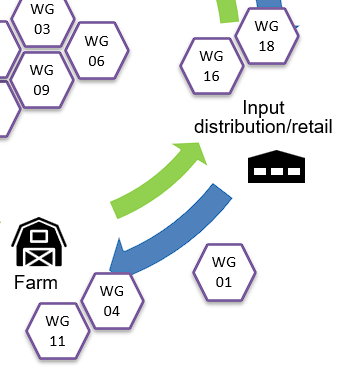 WG
03
WG
06
WG
09
WG
18
WG
16
Input
distribution/retail
Farm
WG
01
WG
04
WG
11